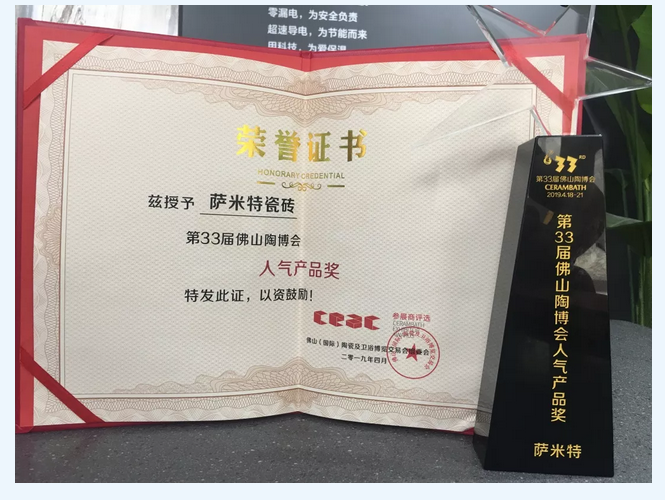 零漏电，为安全负责
超速导电，为节能而来
用科技，为爱保温
荣誉证书
HONORARY CREDENTIAL
兹授予 萨米特瓷砖
第33届佛山陶博会
人气产品奖
特发此证，以资鼓励！
ceac 参展商评选
CERAMBATH
佛山（国际）陶瓷及卫浴博览交易会组委会
二零一九年四月
33RD
第33届佛山陶博会
CERAMBATH
2019.4.18-21
第33届佛山陶博会人气产品奖
萨米特